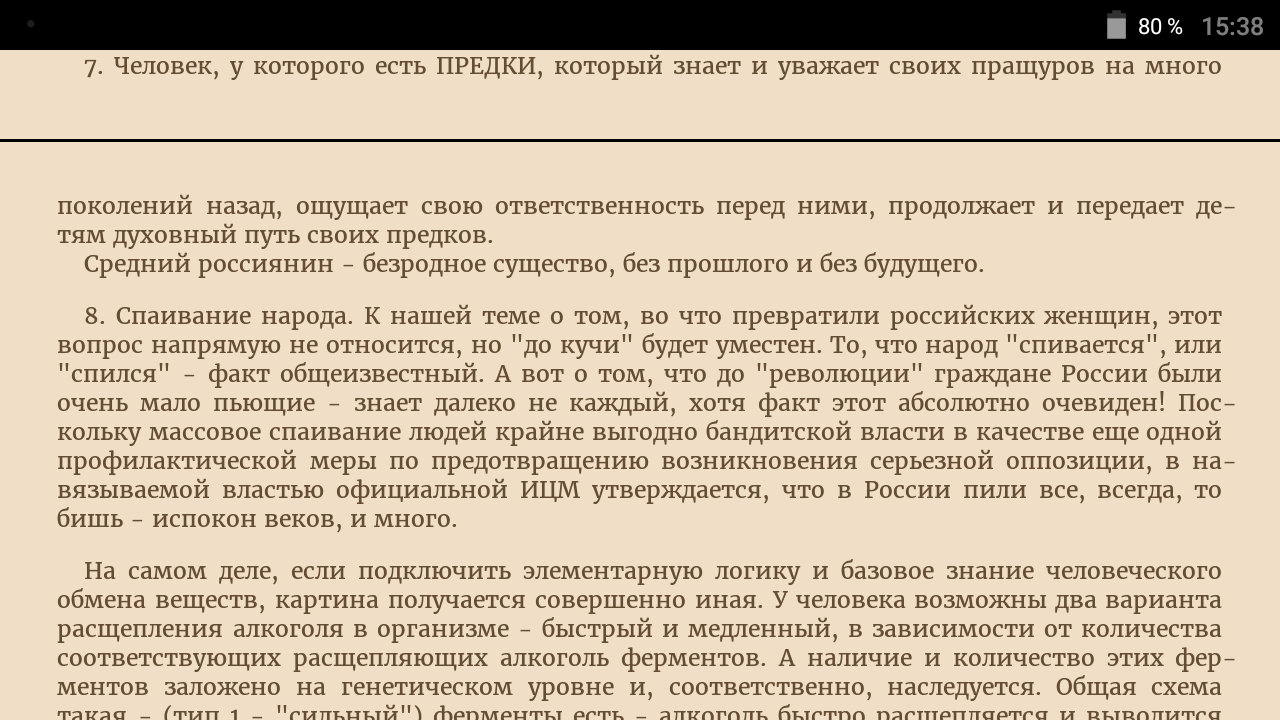 80 % 15:38
7. Человек, у которого есть ПРЕДКИ, который знает и уважает своих пращуров на много
поколений назад, ощущает свою ответственность перед ними, продолжает и передает де-
тям духовный путь своих предков.
Средний россиянин - безродное существо, без прошлого и без будущего.
8. Спаивание народа. К нашей теме о том, во что превратили российских женщин, этот
вопрос напрямую не относится, но "до кучи" будет уместен. То, что народ "спивается", или
"спился" - факт общеизвестный. А вот о том, что до "революции" граждане России были
очень мало пьющие - знает далеко не каждый, хотя факт этот абсолютно очевиден! Пос-
кольку массовое спаивание людей крайне выгодно бандитской власти в качестве еще одной
профилактической меры по предотвращению возникновения серьезной оппозиции, в на-
вязываемой властью официальной ИЦМ утверждается, что в России пили все, всегда, то
бишь - испокон веков, и много.
На самом деле, если подключить элементарную логику и базовое знание человеческого
обмена веществ, картина получается совершенно иная. У человека возможны два варианта
расщепления алкоголя в организме - быстрый и медленный, в зависимости от количества
соответствующих расщепляющих алкоголь ферментов. А наличие и количество этих фер-
ментов заложено на генетическом уровне и, соответственно, наследуется. Общая схема
такая - (тип 1 - "сильный") ферменты есть - алкоголь быстро расщепляется и выводится